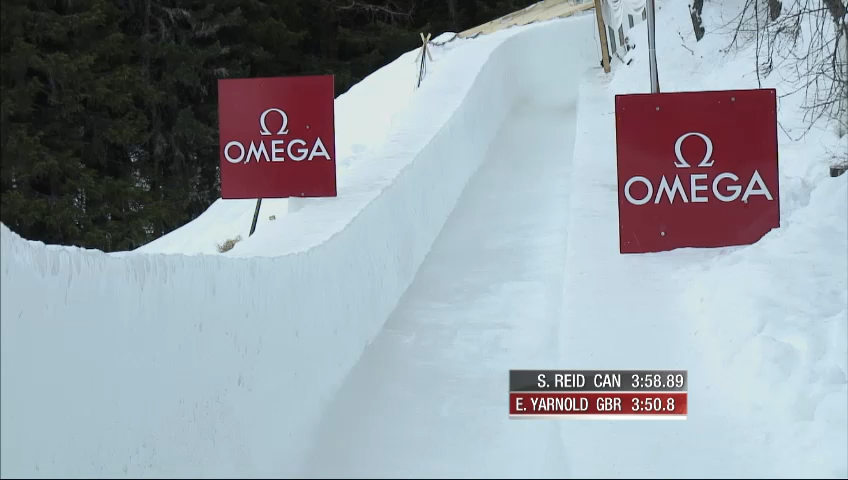 Ω
OMEGA
Ω
OMEGA
S. REID CAN 3:58.89
E. YARNOLD GBR 3:50.8